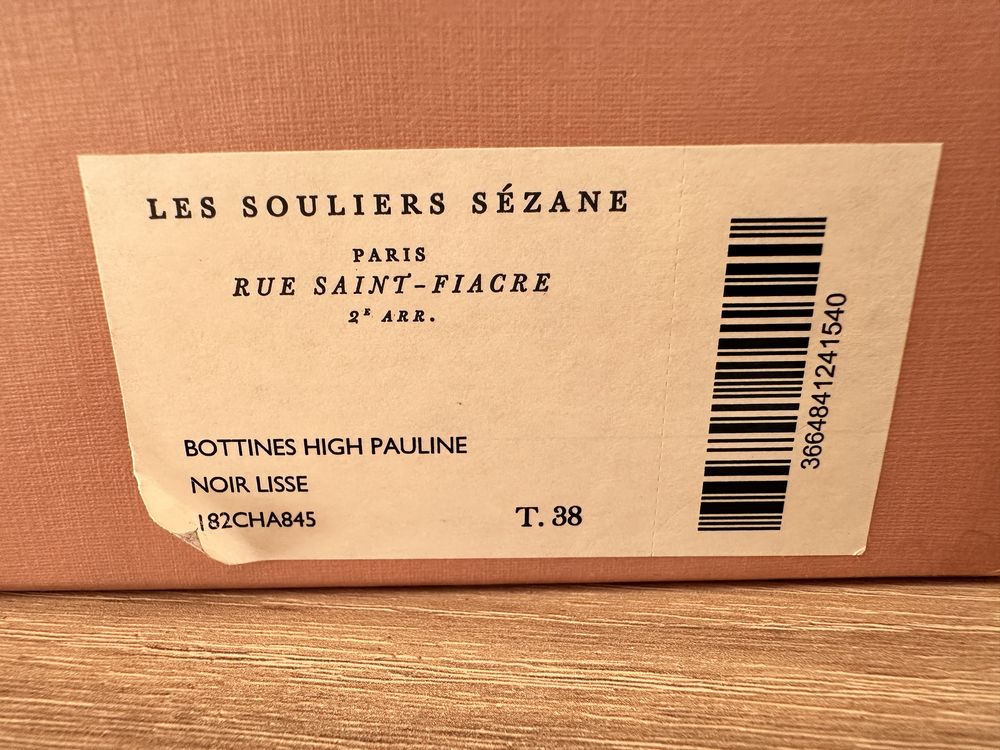 LES SOULIERS SÉZANE
PARIS
RUE SAINT-FIACRE
2E ARR.
BOTTINES HIGH PAULINE
NOIR LISSE
182CHA845
T. 38
3664841241540